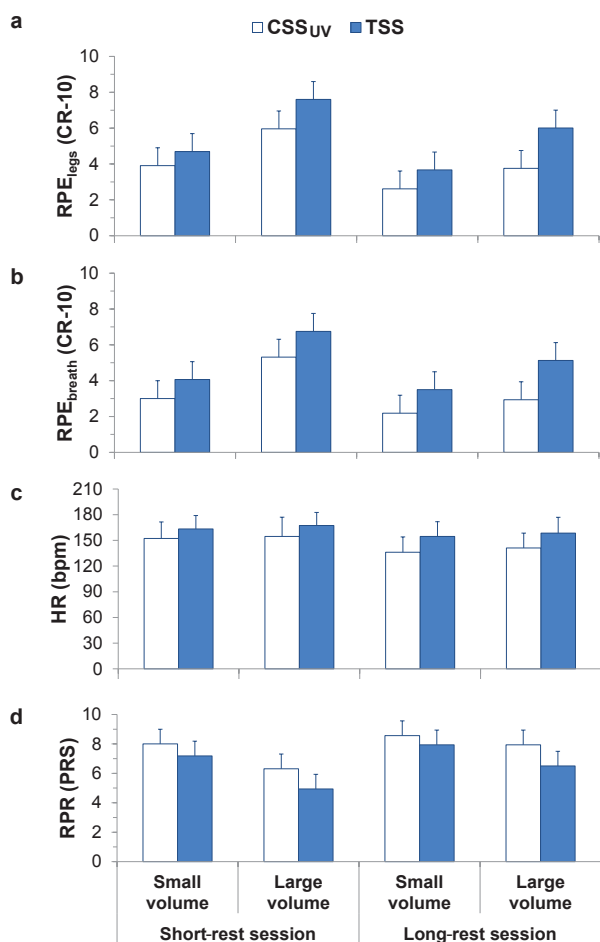 a
CSSUV TSS
RPElegs (CR-10)
10
8
6
4
2
0
b
RPEbreath (CR-10)
10
8
6
4
2
0
c
HR (bpm)
210
180
150
120
90
60
30
0
d
RPR (PRS)
10
8
6
4
2
0
Small Large Small Large
volume volume volume volume
Short-rest session Long-rest session